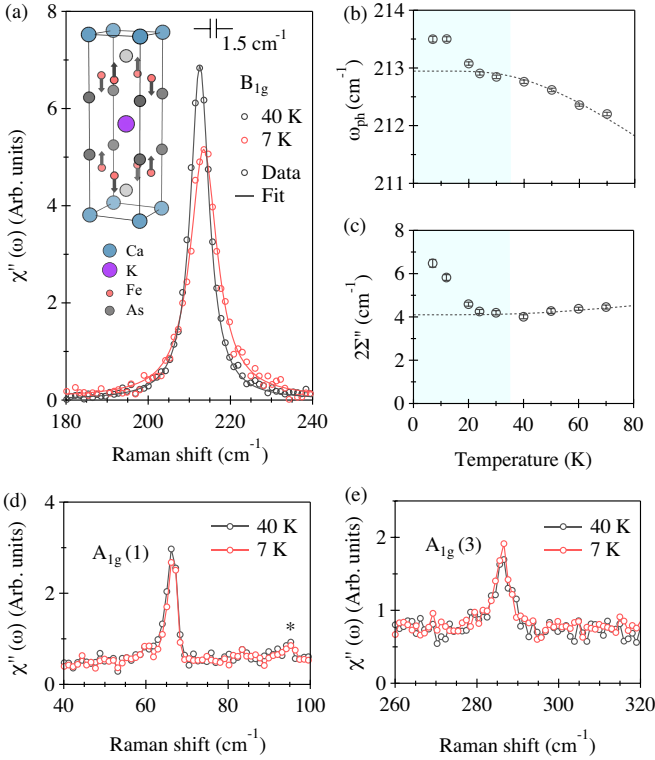 (a)
8
6
4
2
0
χ'' (ω) (Arb. units)
1.5 cm⁻¹
B₁g
40 K
7 K
Data
Fit
Ca
K
Fe
As
180 200 220 240
Raman shift (cm⁻¹)
(b)
214
213
212
211
ωph (cm⁻¹)
(c)
8
6
4
2
0
2Σ'' (cm⁻¹)
0 20 40 60 80
Temperature (K)
(d)
4
3
2
1
0
χ'' (ω) (Arb. units)
A₁g (1)
40 K
7 K
*
40 60 80 100
Raman shift (cm⁻¹)
(e)
2
1
0
χ'' (ω) (Arb. units)
A₁g (3)
40 K
7 K
260 280 300 320
Raman shift (cm⁻¹)